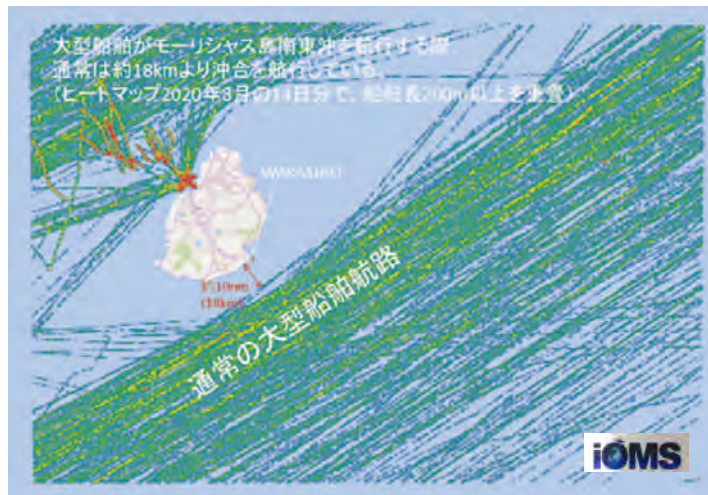 大型船舶がモーリシャス島南東沖を航行する際、
通常は約18kmより沖合を航行している。
(ヒートマップ2020年8月の14日分で、船舶長200m以上を
WAKASHIO
10nm
(18km)
通常の大型船舶航路
iOMS